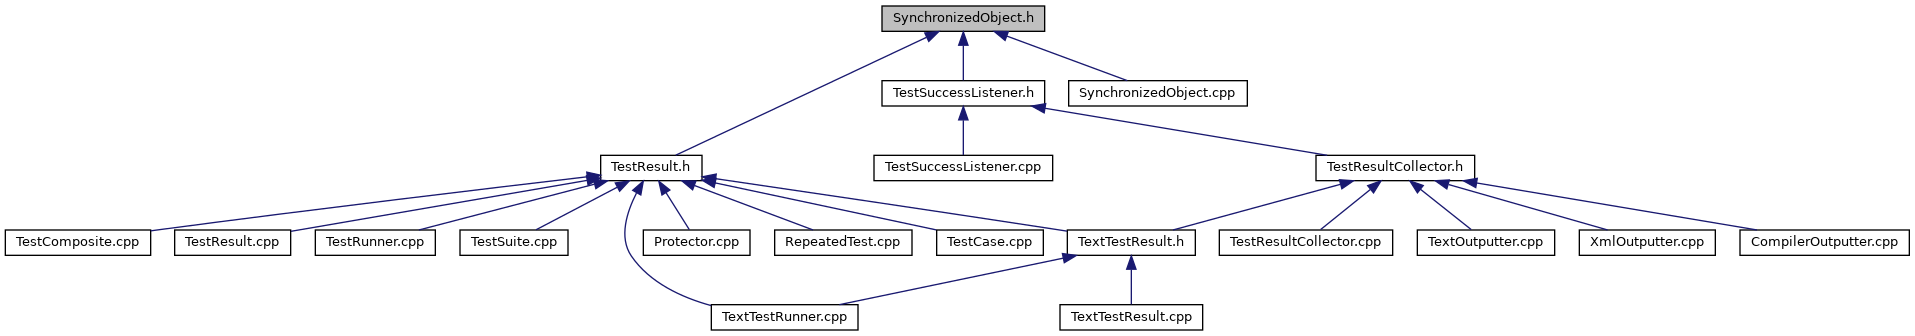 SynchronizedObject.h
TestSuccessListener.h
SynchronizedObject.cpp
TestResult.h
TestSuccessListener.cpp
TestResultCollector.h
TestComposite.cpp
TestResult.cpp
TestRunner.cpp
TestSuite.cpp
Protector.cpp
RepeatedTest.cpp
TestCase.cpp
TextTestResult.h
TestResultCollector.cpp
TextOutputter.cpp
XmlOutputter.cpp
CompilerOutputter.cpp
TextTestRunner.cpp
TextTestResult.cpp